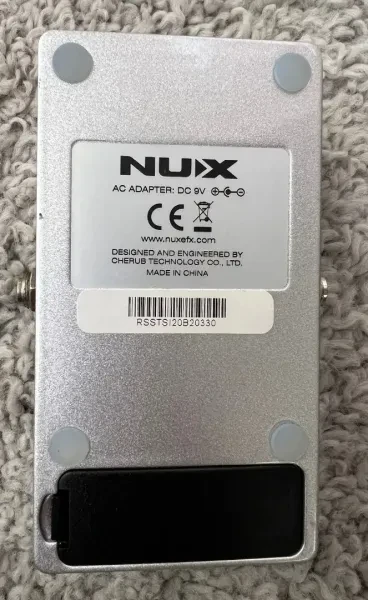 NUX
AC ADAPTER: DC 9V
CE
www.nuxefx.com
DESIGNED AND ENGINEERED BY
CHERUB TECHNOLOGY CO., LTD.
MADE IN CHINA
RSSTSI20B20330